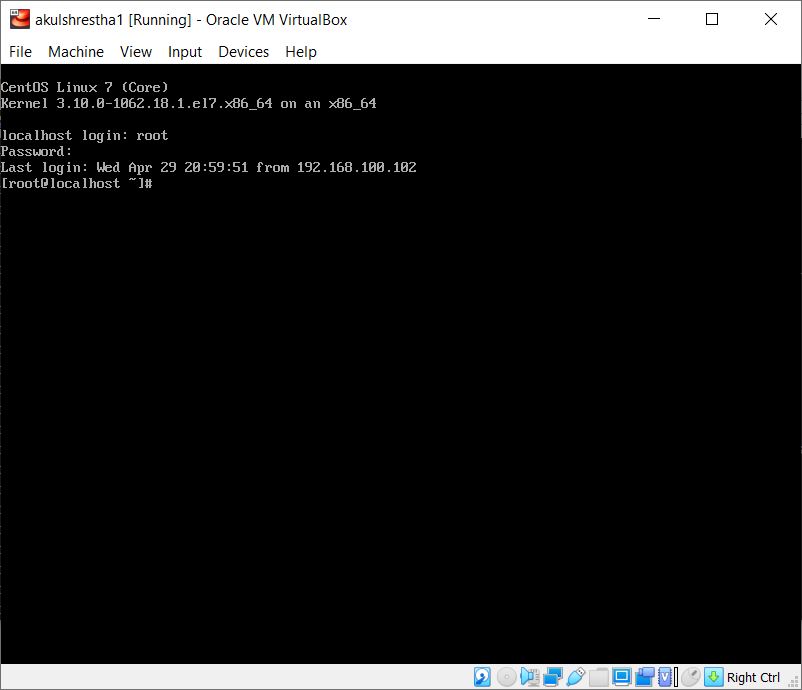 akulshrestha1 [Running] - Oracle VM VirtualBox
File Machine View Input Devices Help
CentOS Linux 7 (Core)
Kernel 3.10.0-1062.18.1.el7.x86_64 on an x86_64
localhost login: root
Password:
Last login: Wed Apr 29 20:59:51 from 192.168.100.102
[root@localhost ~]#
Right Ctrl